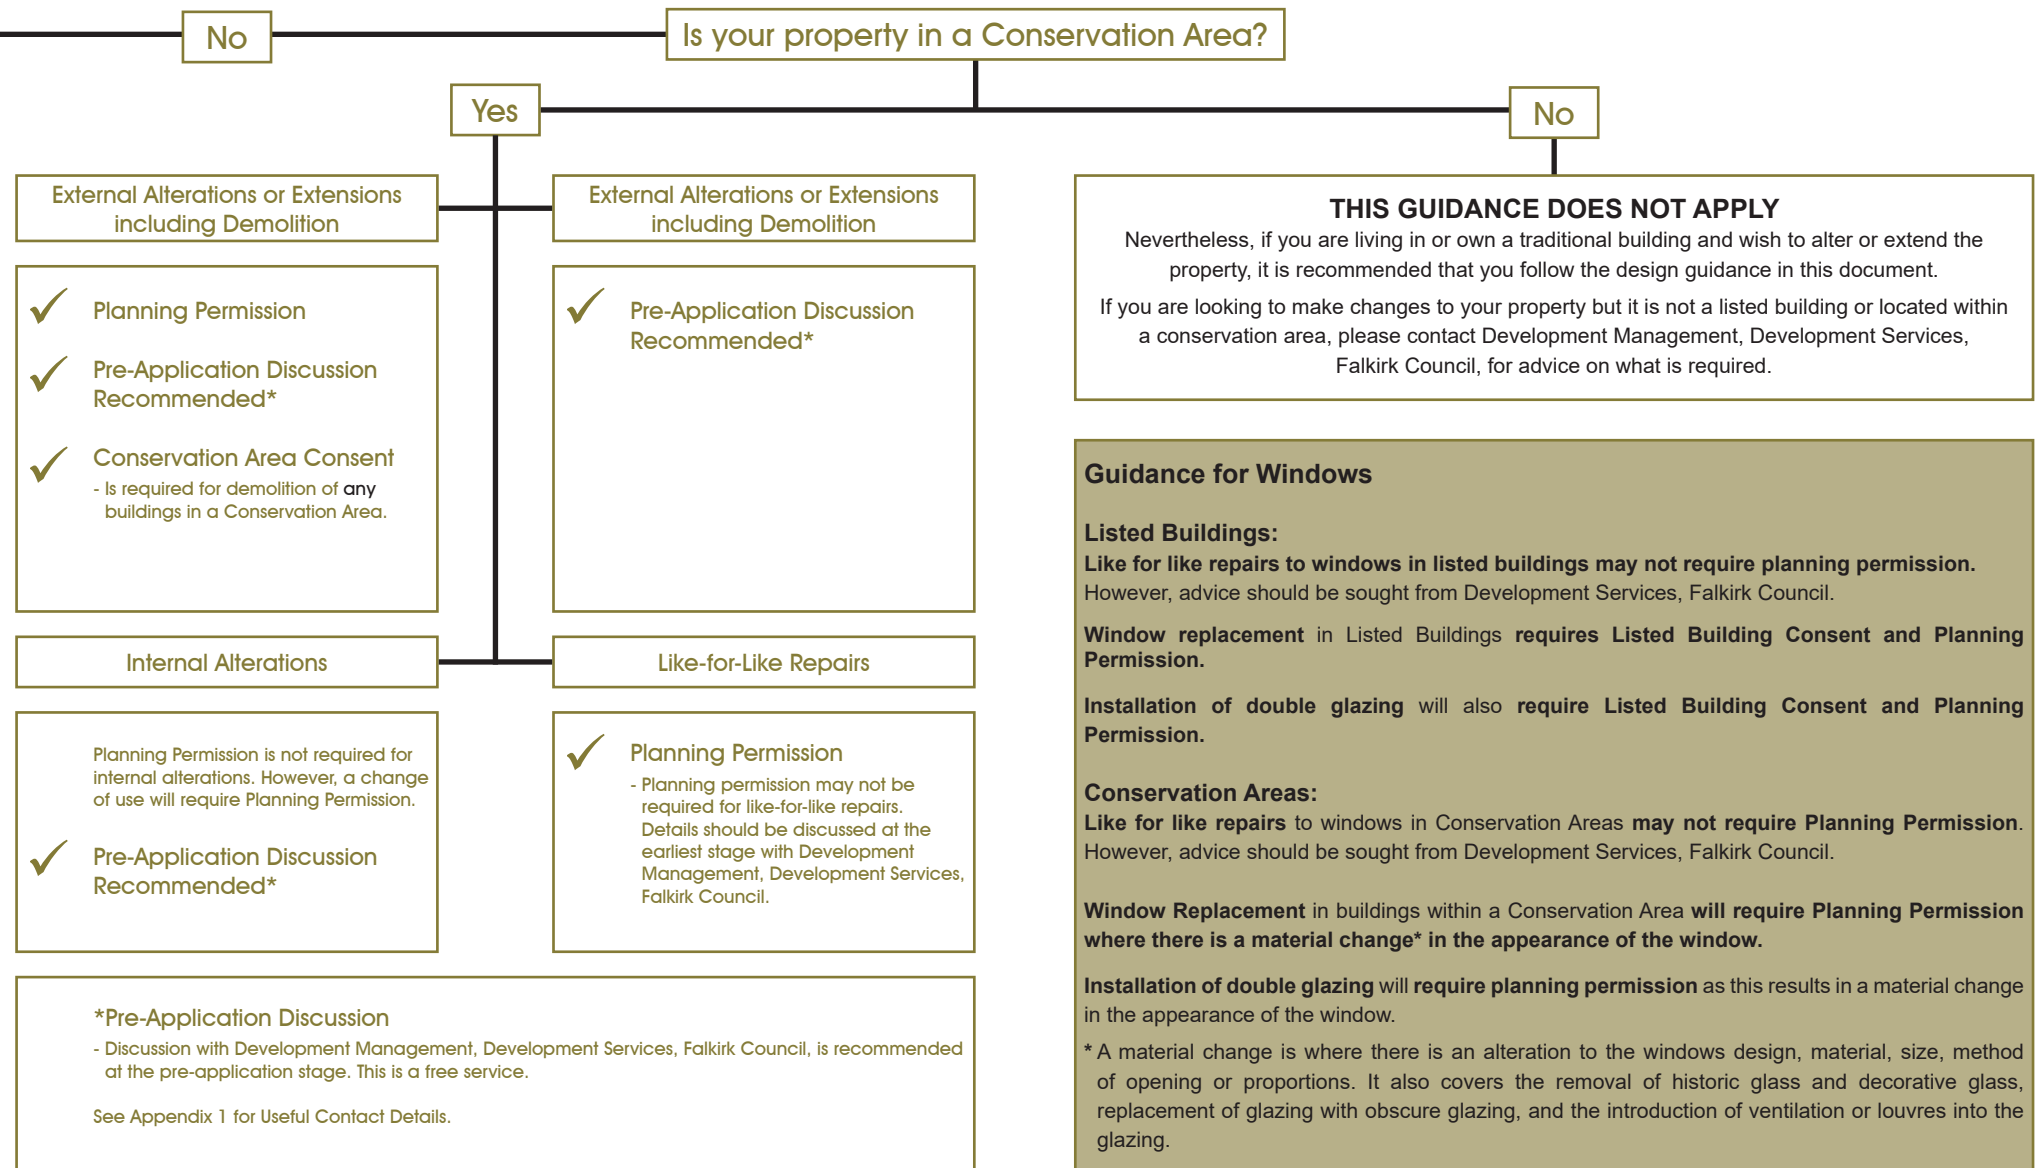 No
Is your property in a Conservation Area?
Yes
No
External Alterations or Extensions
including Demolition
Planning Permission
Pre-Application Discussion
Recommended*
Conservation Area Consent
- Is required for demolition of any
buildings in a Conservation Area.
External Alterations or Extensions
including Demolition
Pre-Application Discussion
Recommended*
Internal Alterations
Planning Permission is not required for
internal alterations. However, a change
of use will require Planning Permission.
Pre-Application Discussion
Recommended*
Like-for-Like Repairs
Planning Permission
- Planning permission may not be
required for like-for-like repairs.
Details should be discussed at the
earliest stage with Development
Management, Development Services,
Falkirk Council.
*Pre-Application Discussion
- Discussion with Development Management, Development Services, Falkirk Council, is recommended
at the pre-application stage. This is a free service.
See Appendix 1 for Useful Contact Details.
THIS GUIDANCE DOES NOT APPLY
Nevertheless, if you are living in or own a traditional building and wish to alter or extend the
property, it is recommended that you follow the design guidance in this document.
If you are looking to make changes to your property but it is not a listed building or located within
a conservation area, please contact Development Management, Development Services,
Falkirk Council, for advice on what is required.
Guidance for Windows
Listed Buildings:
Like for like repairs to windows in listed buildings may not require planning permission.
However, advice should be sought from Development Services, Falkirk Council.
Window replacement in Listed Buildings requires Listed Building Consent and Planning
Permission.
Installation of double glazing will also require Listed Building Consent and Planning
Permission.
Conservation Areas:
Like for like repairs to windows in Conservation Areas may not require Planning Permission.
However, advice should be sought from Development Services, Falkirk Council.
Window Replacement in buildings within a Conservation Area will require Planning Permission
where there is a material change* in the appearance of the window.
Installation of double glazing will require planning permission as this results in a material change
in the appearance of the window.
* A material change is where there is an alteration to the windows design, material, size, method
of opening or proportions. It also covers the removal of historic glass and decorative glass,
replacement of glazing with obscure glazing, and the introduction of ventilation or louvres into the
glazing.